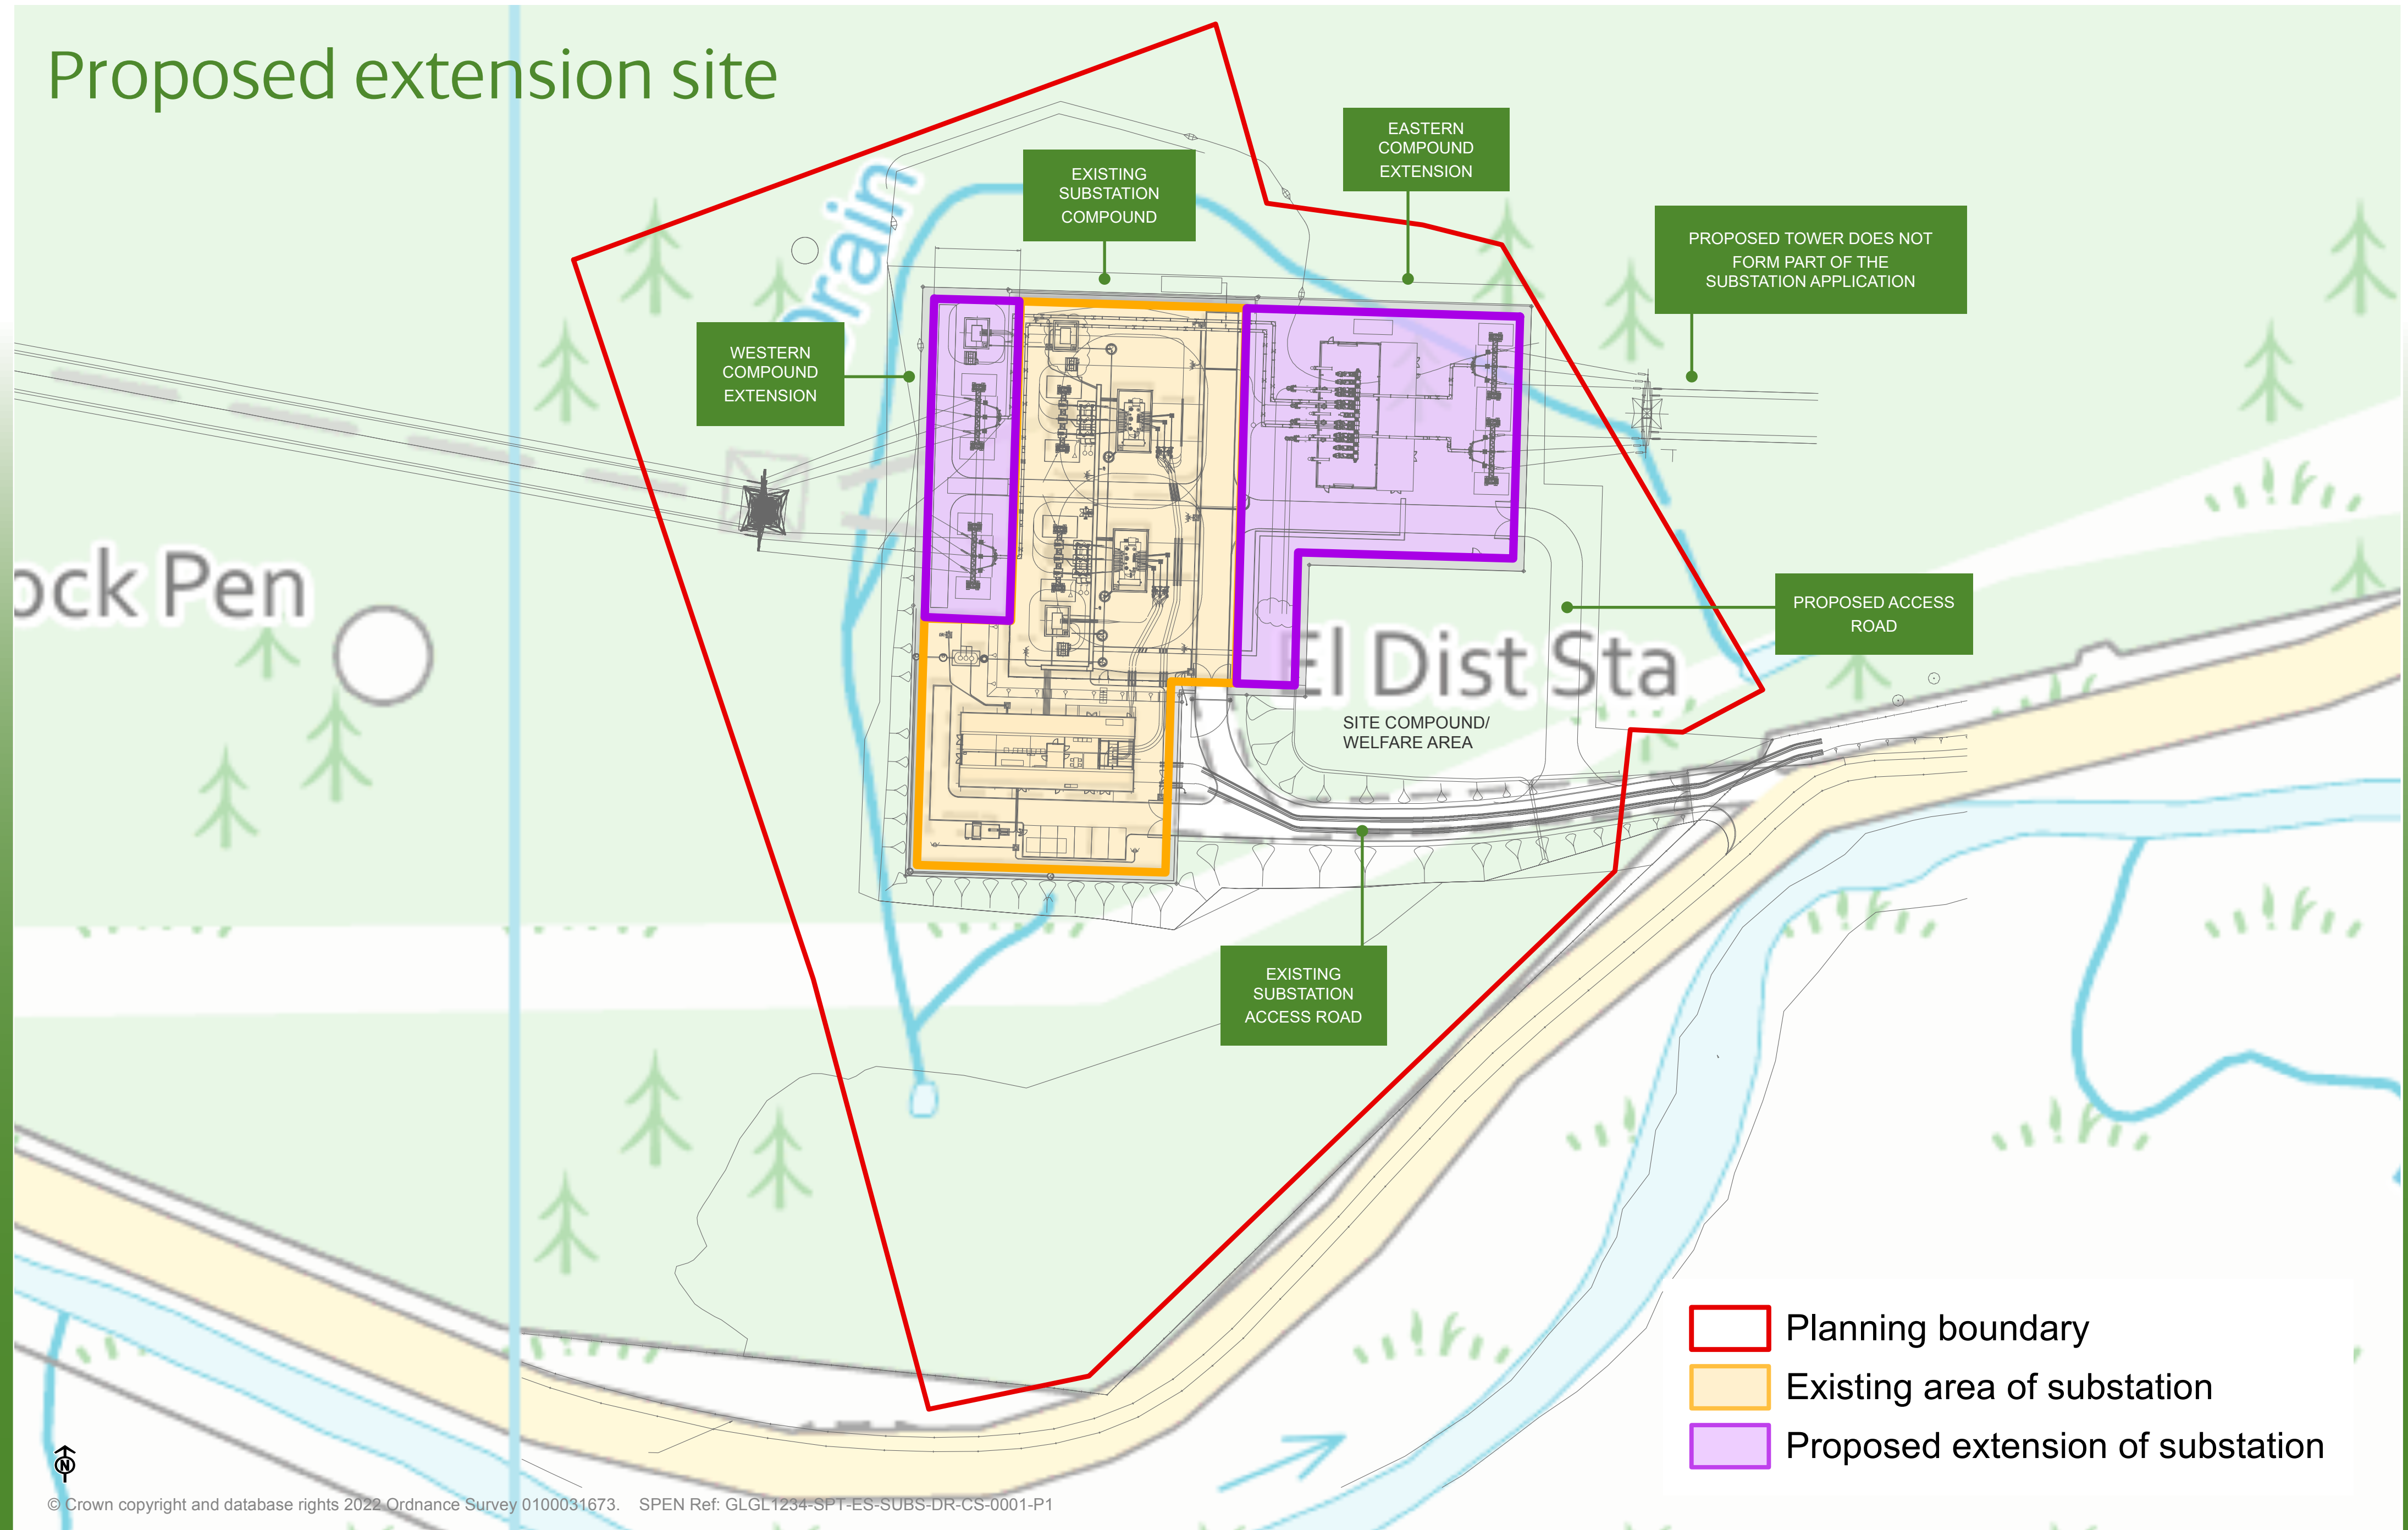 Proposed extension site
EXISTING
SUBSTATION
COMPOUND
EASTERN
COMPOUND
EXTENSION
PROPOSED TOWER DOES NOT
FORM PART OF THE
SUBSTATION APPLICATION
Drain
WESTERN
COMPOUND
EXTENSION
ock Pen
PROPOSED ACCESS
ROAD
El Dist Sta
SITE COMPOUND/
WELFARE AREA
EXISTING
SUBSTATION
ACCESS ROAD
Planning boundary
Existing area of substation
Proposed extension of substation
N
© Crown copyright and database rights 2022 Ordnance Survey 0100031673. SPEN Ref: GLGL1234-SPT-ES-SUBS-DR-CS-0001-P1